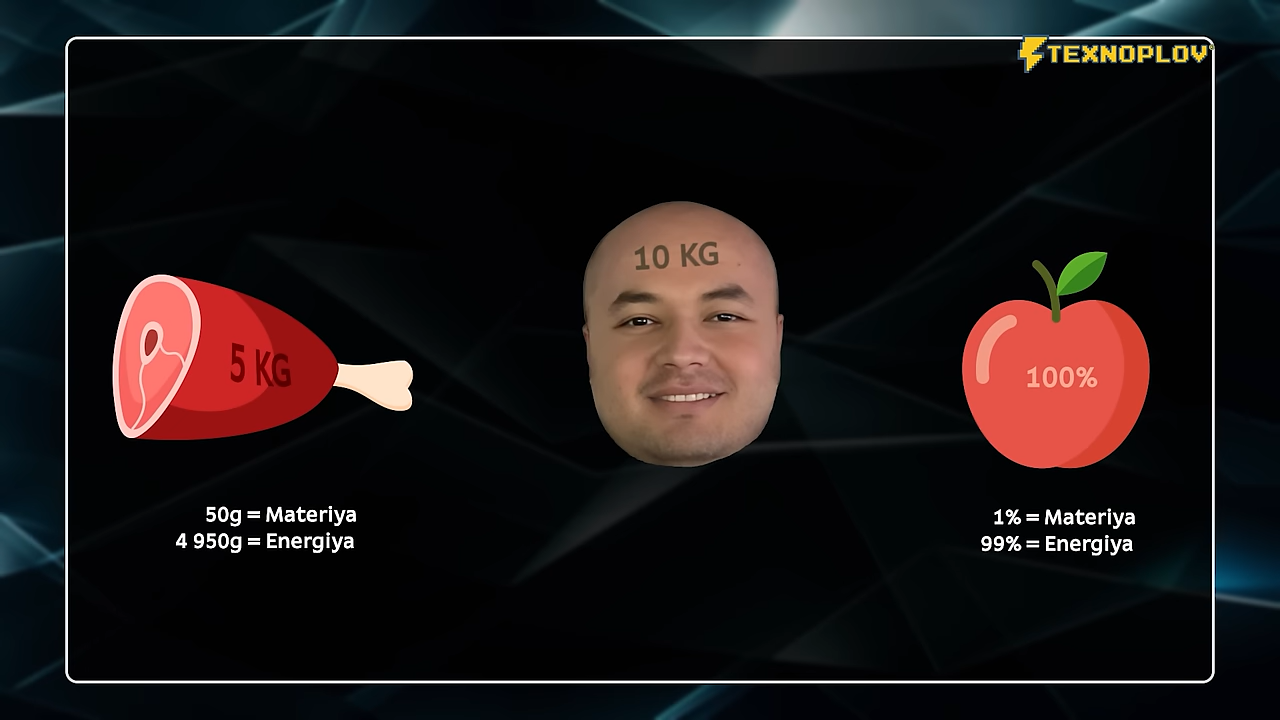 TEXNOPLOV
5 KG
10 KG
100%
50g = Materiya
4 950g = Energiya
1% = Materiya
99% = Energiya